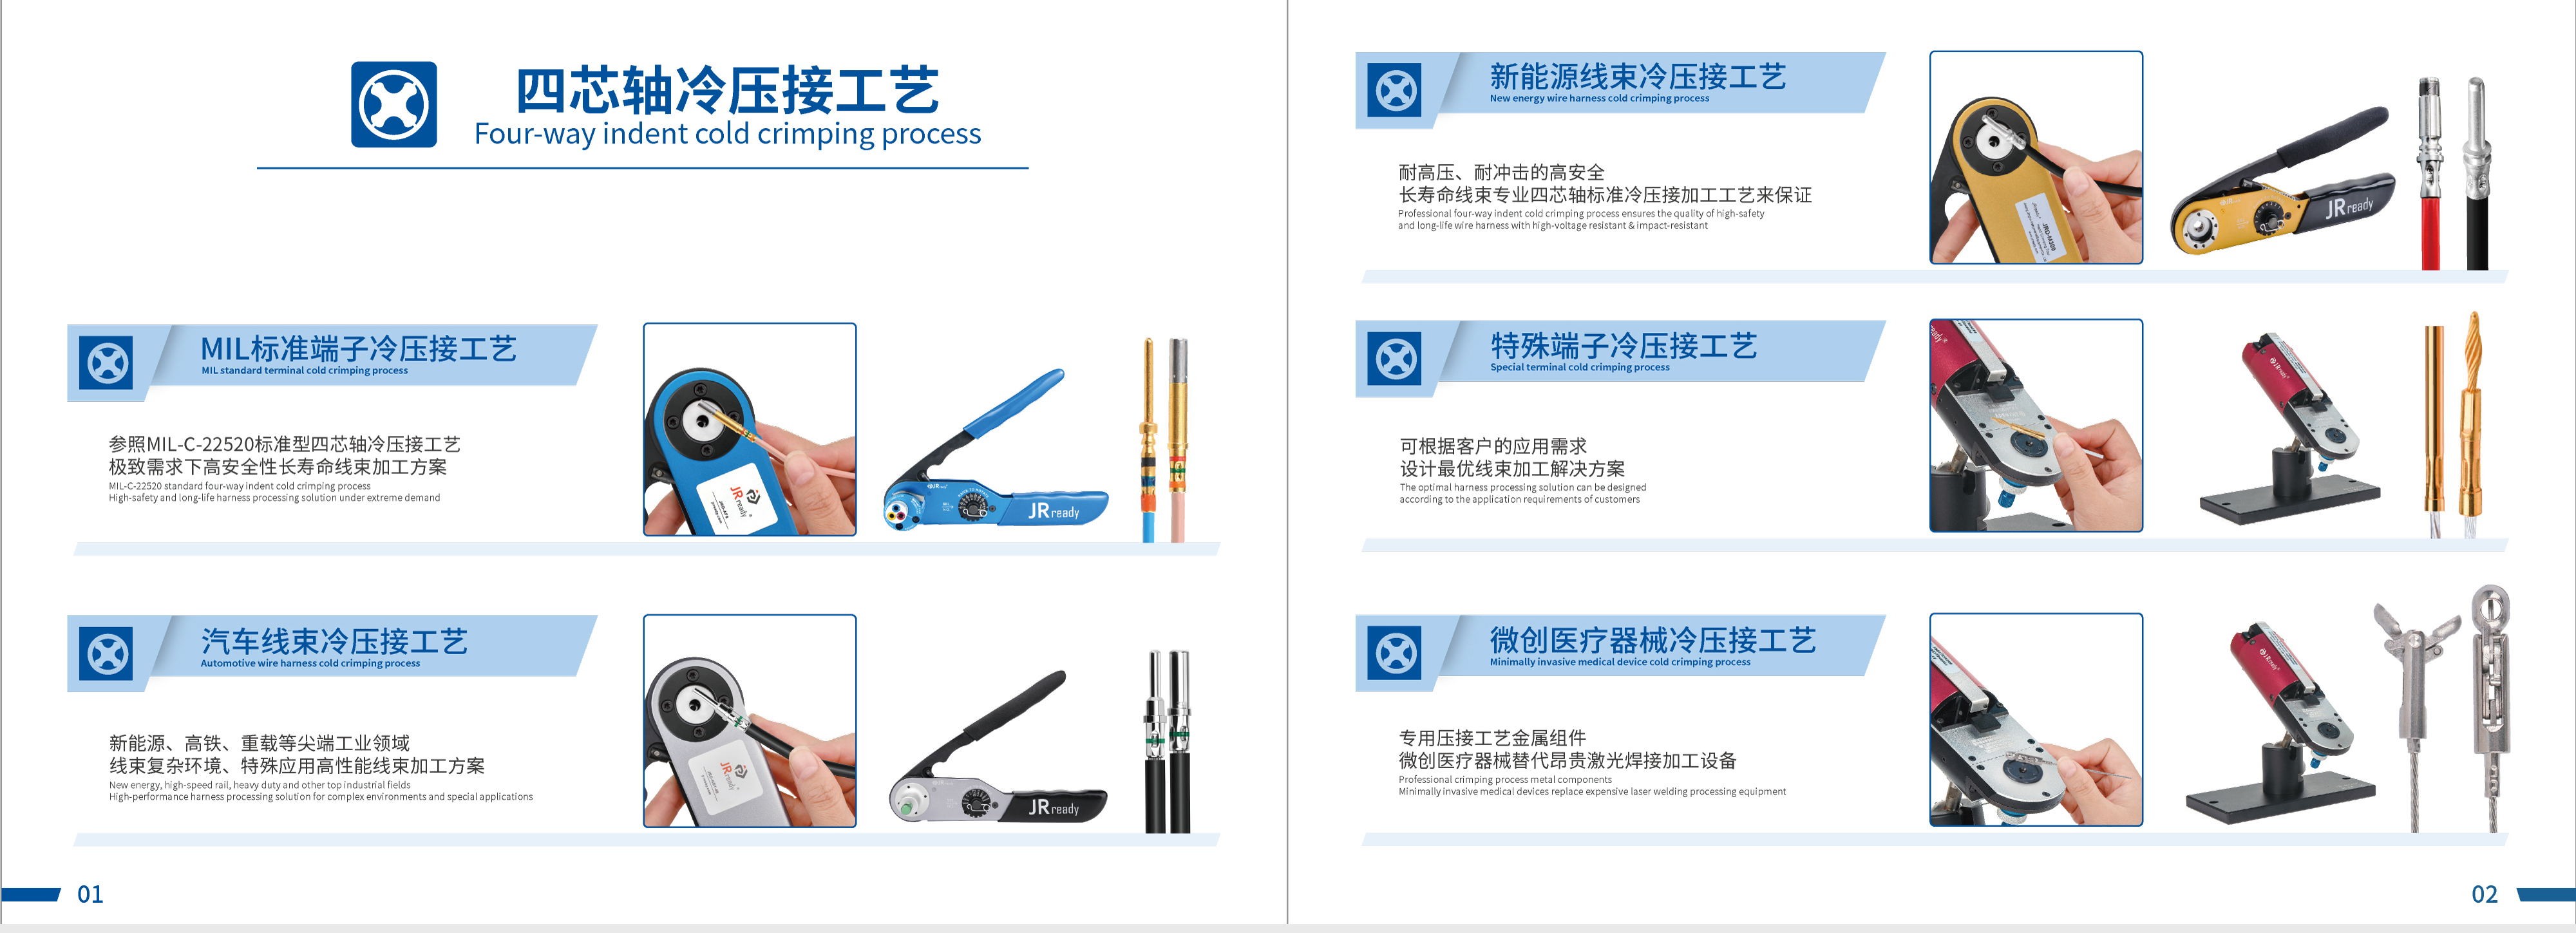 四芯轴冷压接工艺
Four-way indent cold crimping process
MIL标准端子冷压接工艺
MIL standard terminal cold crimping process
参照MIL-C-22520标准型四芯轴冷压接工艺
极致需求下高安全性长寿命线束加工方案
MIL-C-22520 standard four-way indent cold crimping process
High-safety and long-life harness processing solution under extreme demand
JRready
JRready
汽车线束冷压接工艺
Automotive wire harness cold crimping process
新能源、高铁、重载等尖端工业领域
线束复杂环境、特殊应用高性能线束加工方案
New energy, high-speed rail, heavy duty and other top industrial fields
High-performance harness processing solution for complex environments and special applications
JRready
JRready
01
新能源线束冷压接工艺
New energy wire harness cold crimping process
耐高压、耐冲击的高安全
长寿命线束专业四芯轴标准冷压接加工工艺来保证
Professional four-way indent cold crimping process ensures the quality of high-safety
and long-life wire harness with high-voltage resistant & impact-resistant
JRready
特殊端子冷压接工艺
Special terminal cold crimping process
可根据客户的应用需求
设计最优线束加工解决方案
The optimal harness processing solution can be designed
according to the application requirements of customers
微创医疗器械冷压接工艺
Minimally invasive medical device cold crimping process
专用压接工艺金属组件
微创医疗器械替代昂贵激光焊接加工设备
Professional crimping process metal components
Minimally invasive medical devices replace expensive laser welding processing equipment
02